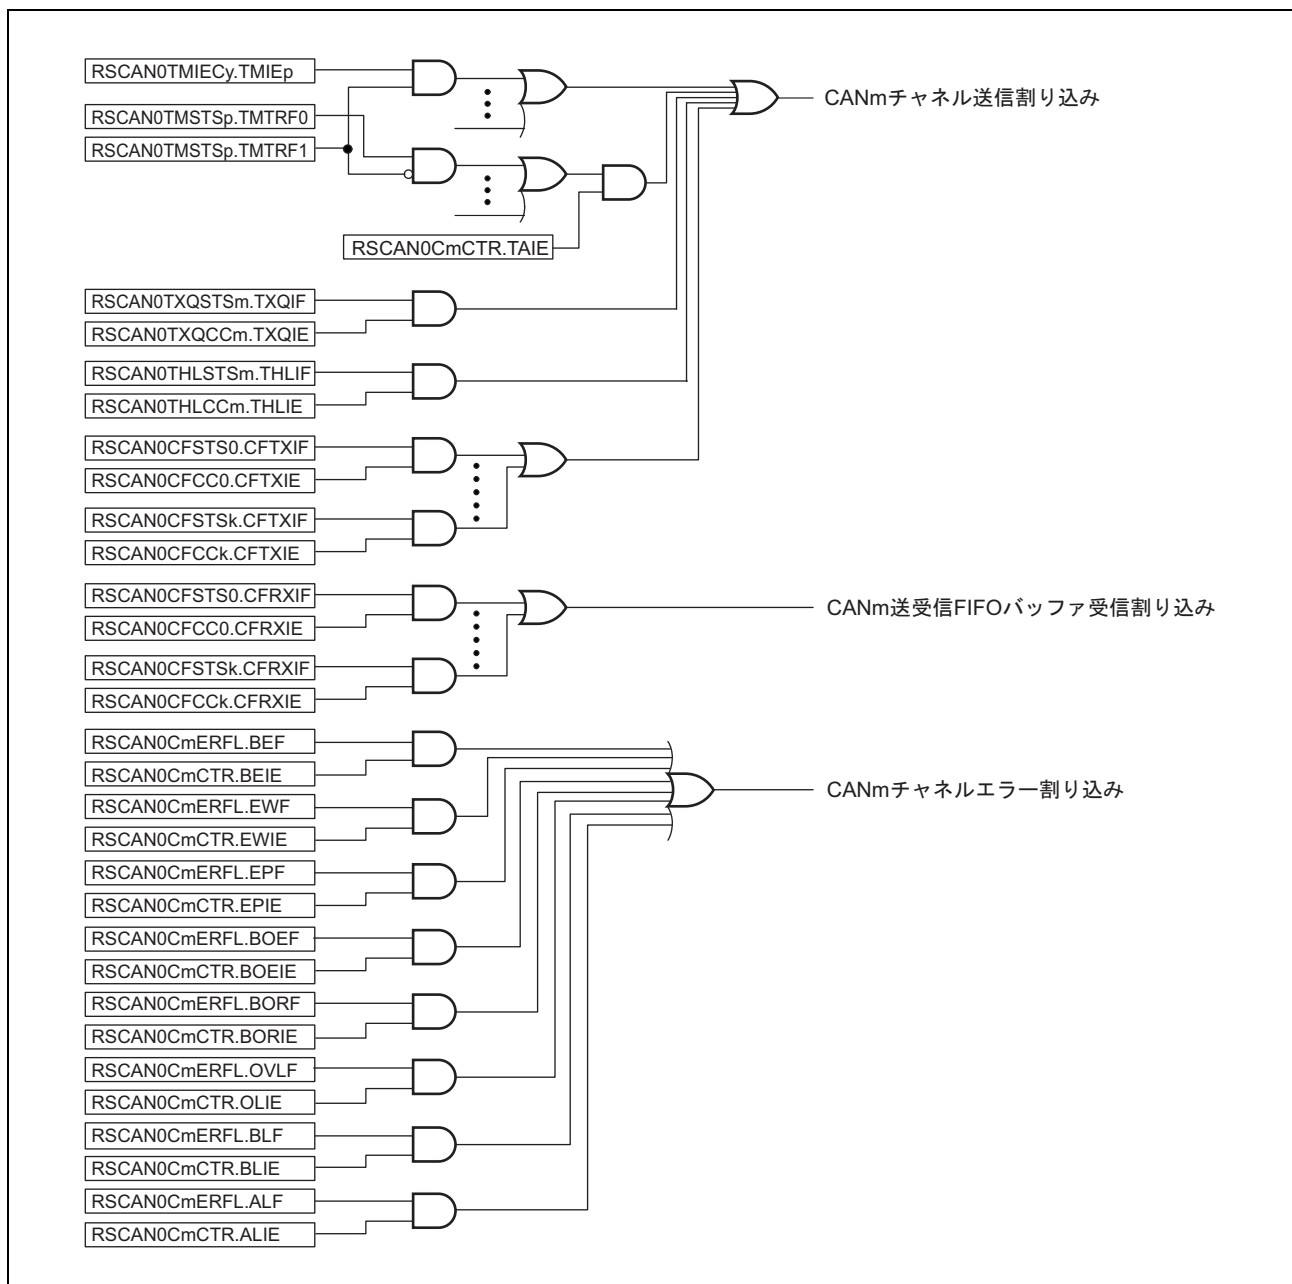 RSCAN0TMIECy.TMIEp
CANmチャネル送信割り込み
RSCAN0TMSTSp.TMTRF0
RSCAN0TMSTSp.TMTRF1
RSCAN0CmCTR.TAIE
RSCAN0TXQSTSm.TXQIF
RSCAN0TXQCCm.TXQIE
RSCAN0THLSTSm.THLIF
RSCAN0THLCCm.THLIE
RSCAN0CFSTS0.CFTXIF
RSCAN0CFCC0.CFTXIE
RSCAN0CFSTSk.CFTXIF
RSCAN0CFCCk.CFTXIE
RSCAN0CFSTS0.CFRXIF
CANm送受信FIFOバッファ受信割り込み
RSCAN0CFCC0.CFRXIE
RSCAN0CFSTSk.CFRXIF
RSCAN0CFCCk.CFRXIE
RSCAN0CmERFL.BEF
RSCAN0CmCTR.BEIE
CANmチャネルエラー割り込み
RSCAN0CmERFL.EWF
RSCAN0CmCTR.EWIE
RSCAN0CmERFL.EPF
RSCAN0CmCTR.EPIE
RSCAN0CmERFL.BOEF
RSCAN0CmCTR.BOEIE
RSCAN0CmERFL.BORF
RSCAN0CmCTR.BORIE
RSCAN0CmERFL.OVLF
RSCAN0CmCTR.OLIE
RSCAN0CmERFL.BLF
RSCAN0CmCTR.BLIE
RSCAN0CmERFL.ALF
RSCAN0CmCTR.ALIE